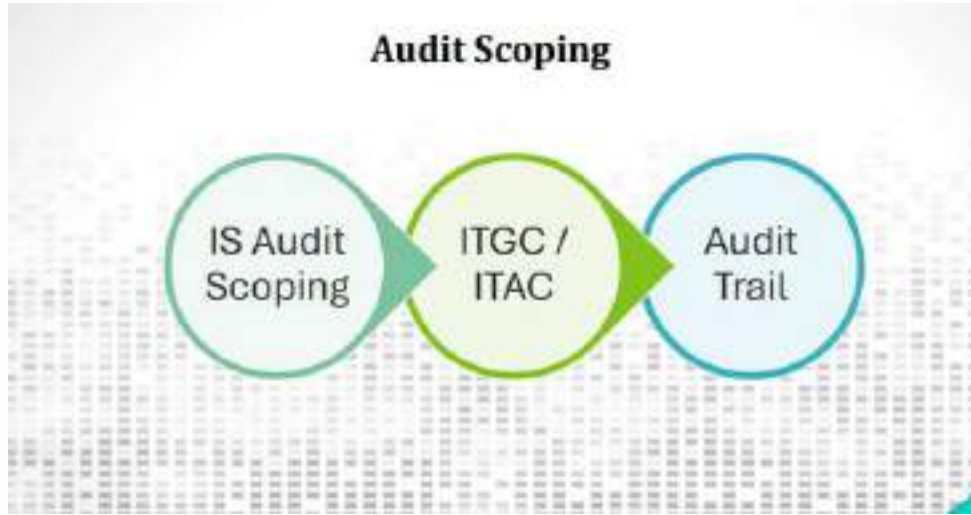 Audit Scoping
IS Audit
Scoping
ITGC /
ITAC
Audit
Trail